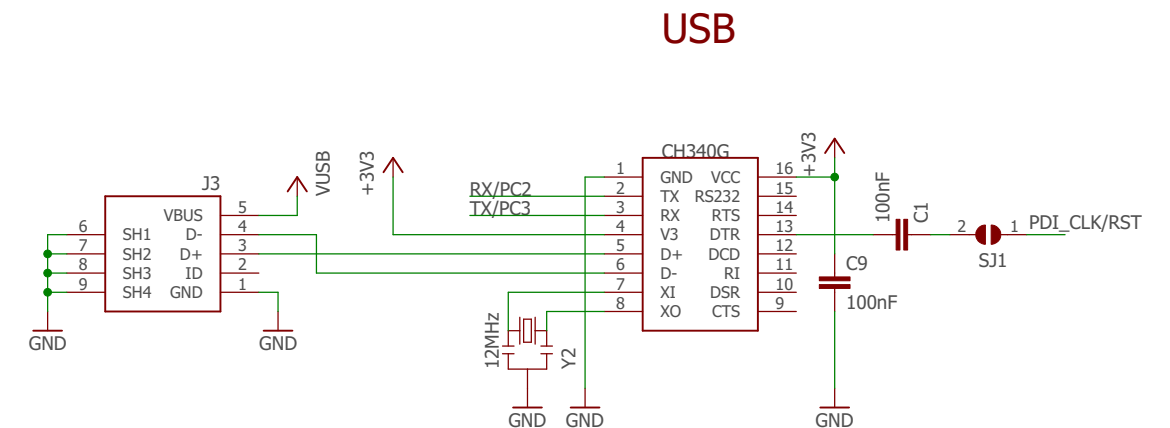 USB
J3
VBUS 5
D- 4
D+ 3
ID 2
GND 1
6 SH1
7 SH2
8 SH3
9 SH4
GND
GND
VUSB
+3V3
RX/PC2
TX/PC3
CH340G
1 GND
2 TX
3 RX
4 V3
5 D+
6 D-
7 XI
8 XO
VCC 16
RS232 15
RTS 14
DTR 13
DCD 12
RI 11
DSR 10
CTS 9
12MHz
Y2
GND
GND
+3V3
100nF
C1
C9
100nF
GND
2
1
SJ1
PDI_CLK/RST